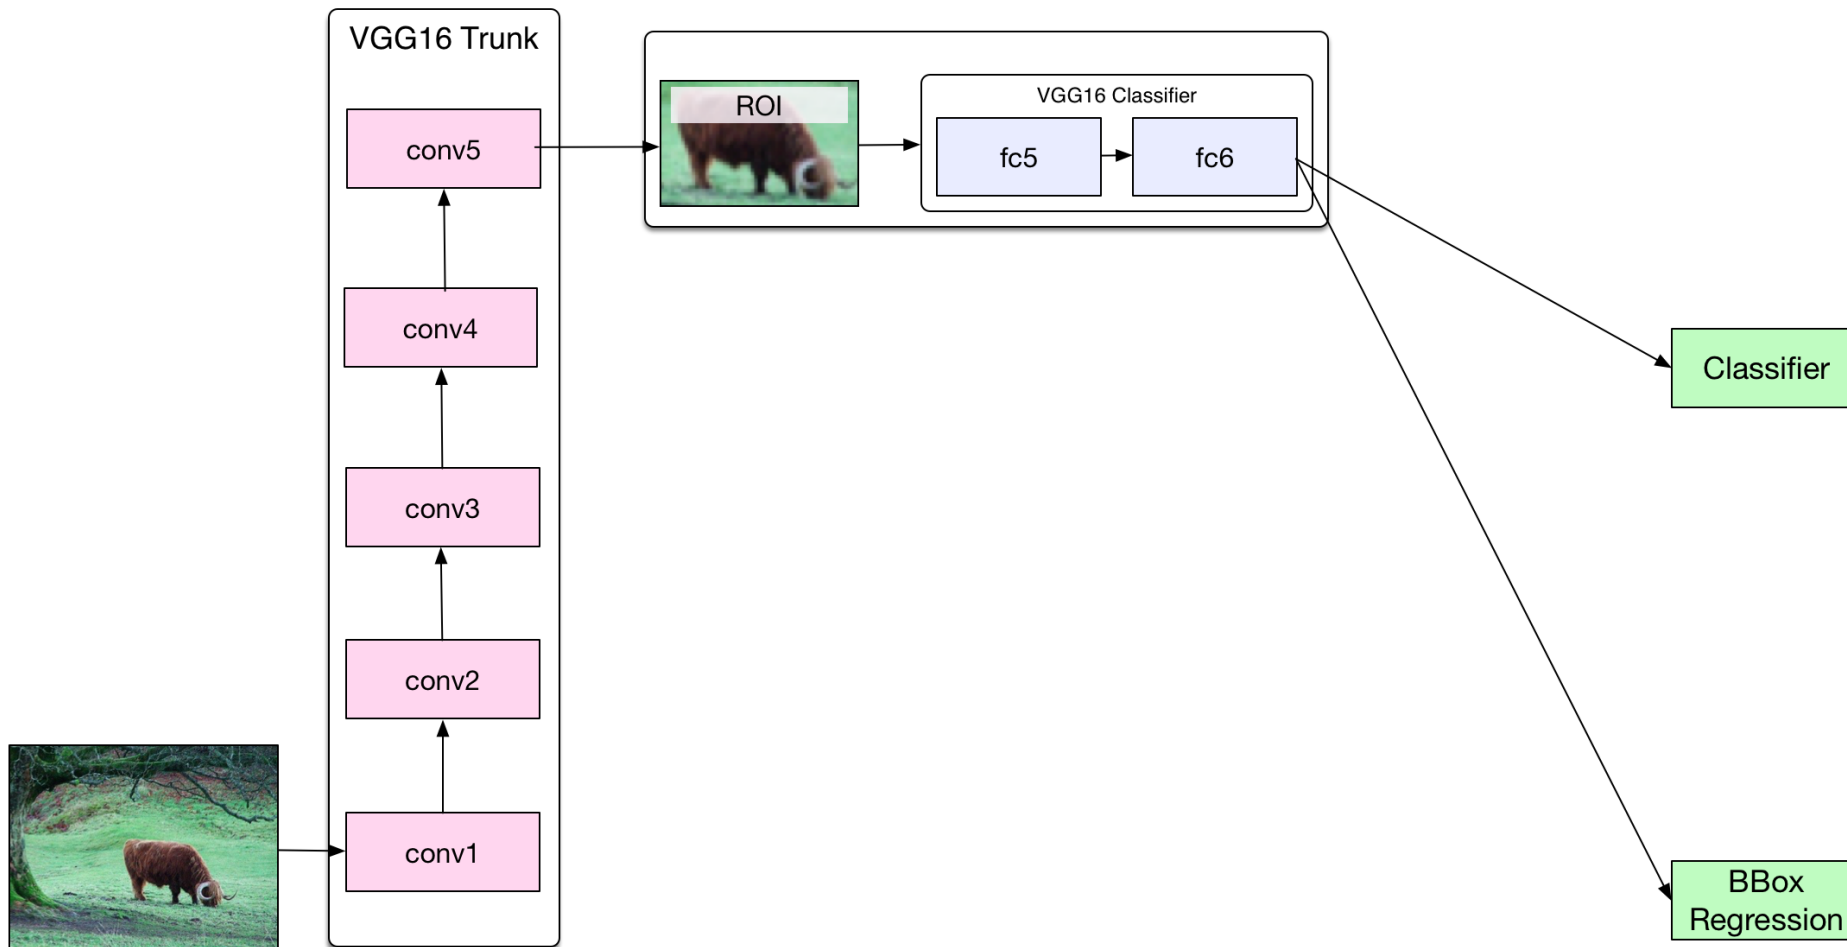 VGG16 Trunk
conv5
conv4
conv3
conv2
conv1
ROI
VGG16 Classifier
fc5
fc6
Classifier
BBox
Regression